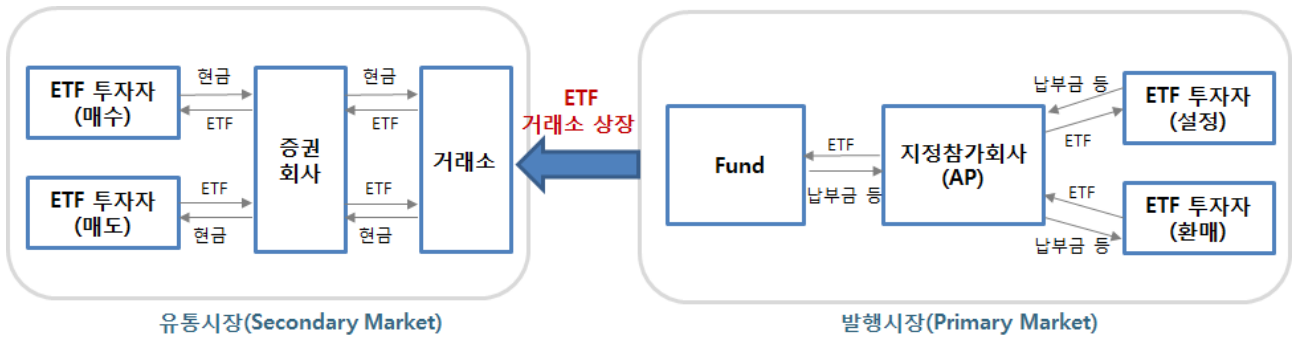 ETF 투자자
(매수)
현금
ETF
증권
회사
현금
ETF
거래소
ETF 투자자
(매도)
ETF
현금
ETF
현금
유통시장(Secondary Market)
ETF
거래소 상장
Fund
ETF
납부금 등
지정참가회사
(AP)
납부금 등
ETF
ETF 투자자
(설정)
ETF
납부금 등
ETF 투자자
(환매)
발행시장(Primary Market)